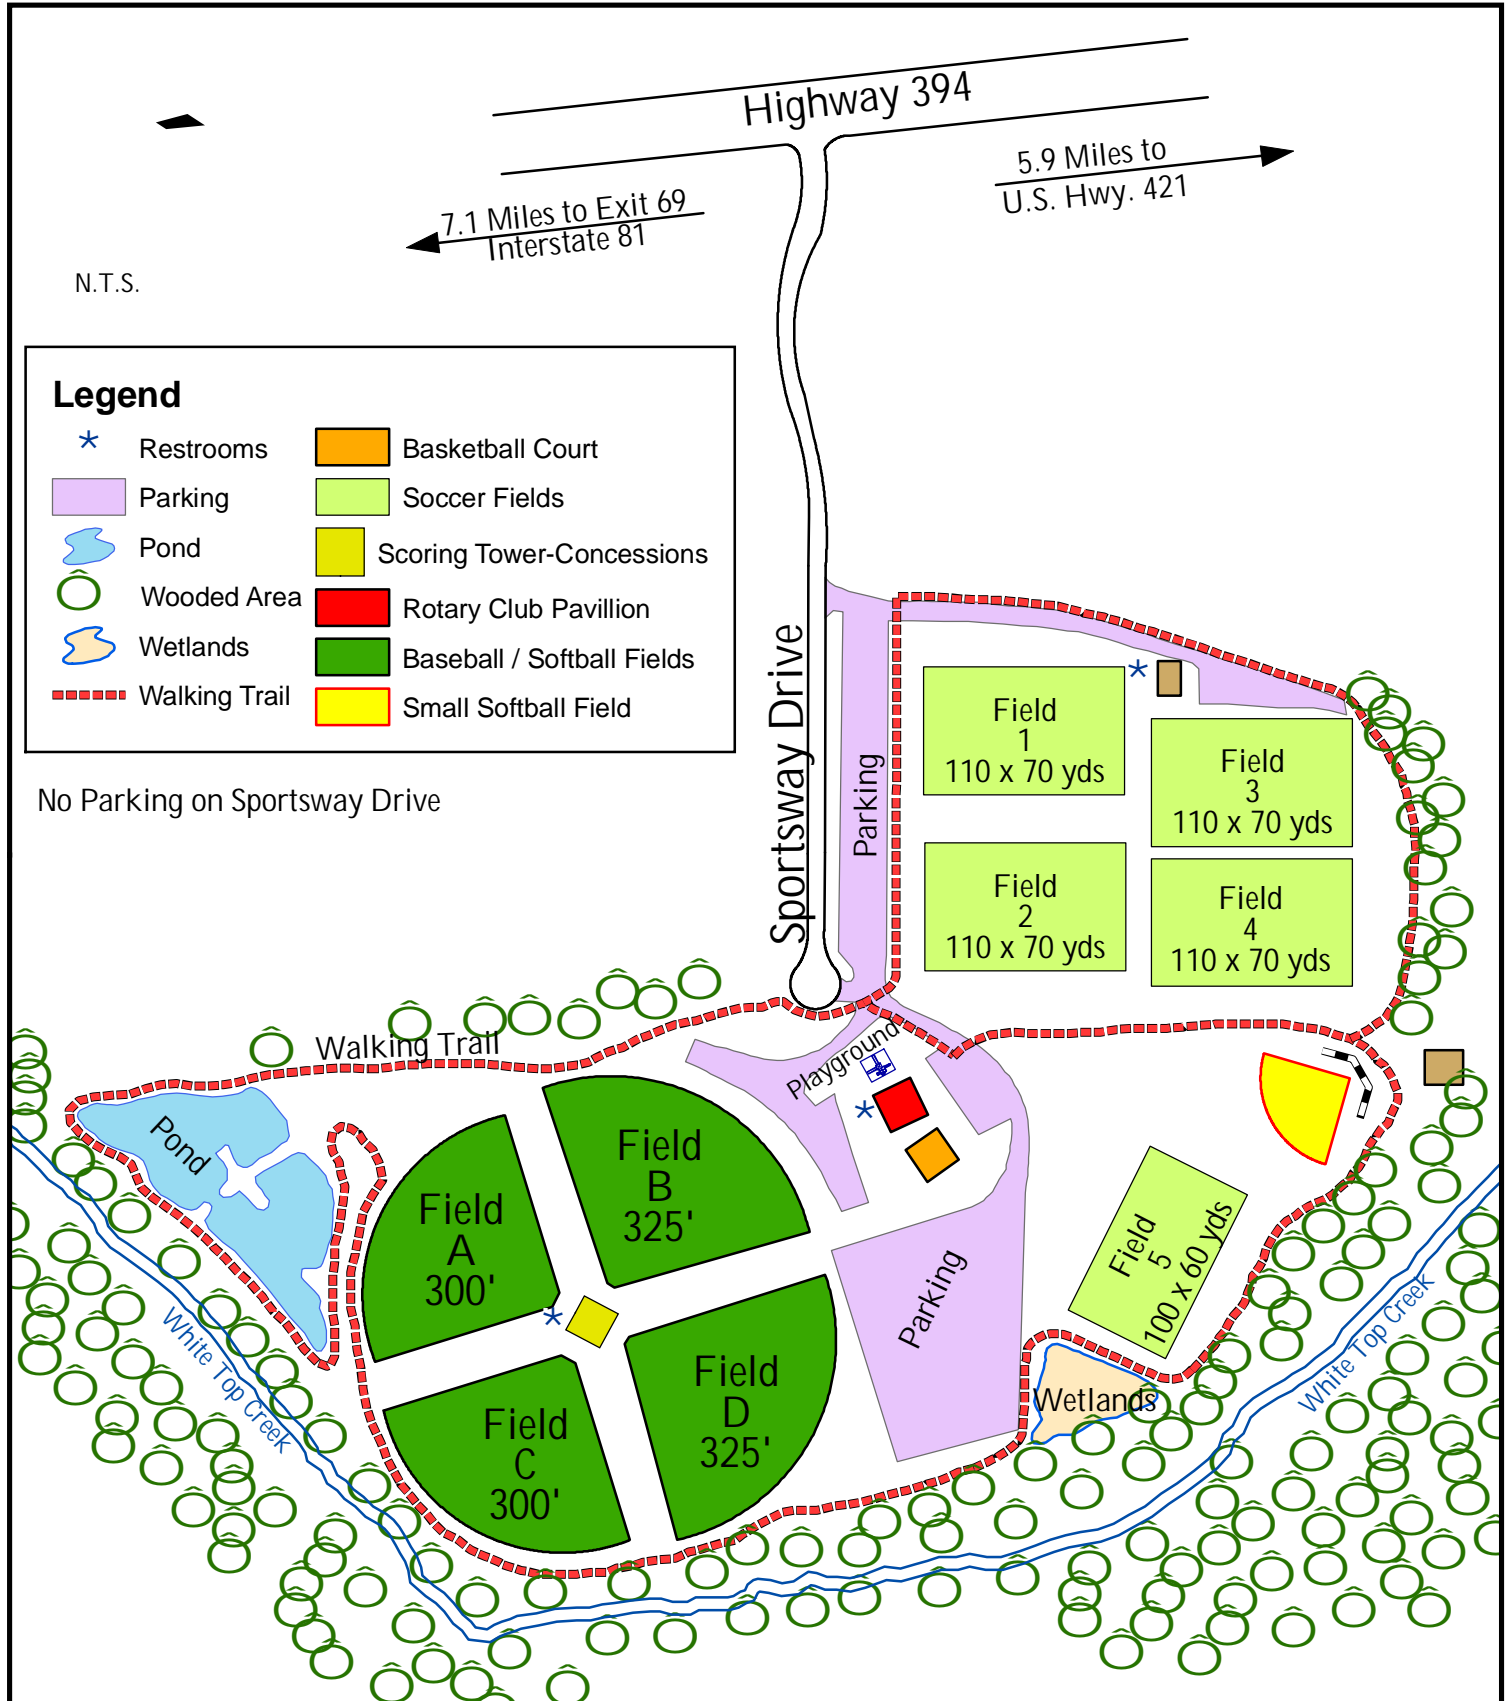 Highway 394
5.9 Miles to
U.S. Hwy. 421
7.1 Miles to Exit 69
Interstate 81
N.T.S.
Legend
Restrooms
Parking
Pond
Wooded Area
Wetlands
Walking Trail
Basketball Court
Soccer Fields
Scoring Tower-Concessions
Rotary Club Pavillion
Baseball / Softball Fields
Small Softball Field
No Parking on Sportsway Drive
Sportsway Drive
Parking
Field
1
110 x 70 yds
Field
3
110 x 70 yds
Field
2
110 x 70 yds
Field
4
110 x 70 yds
Walking Trail
Playground
Pond
Field
A
300'
Field
B
325'
Field
C
300'
Field
D
325'
Parking
Field
5
100 x 60 yds
Wetlands
White Top Creek
White Top Creek